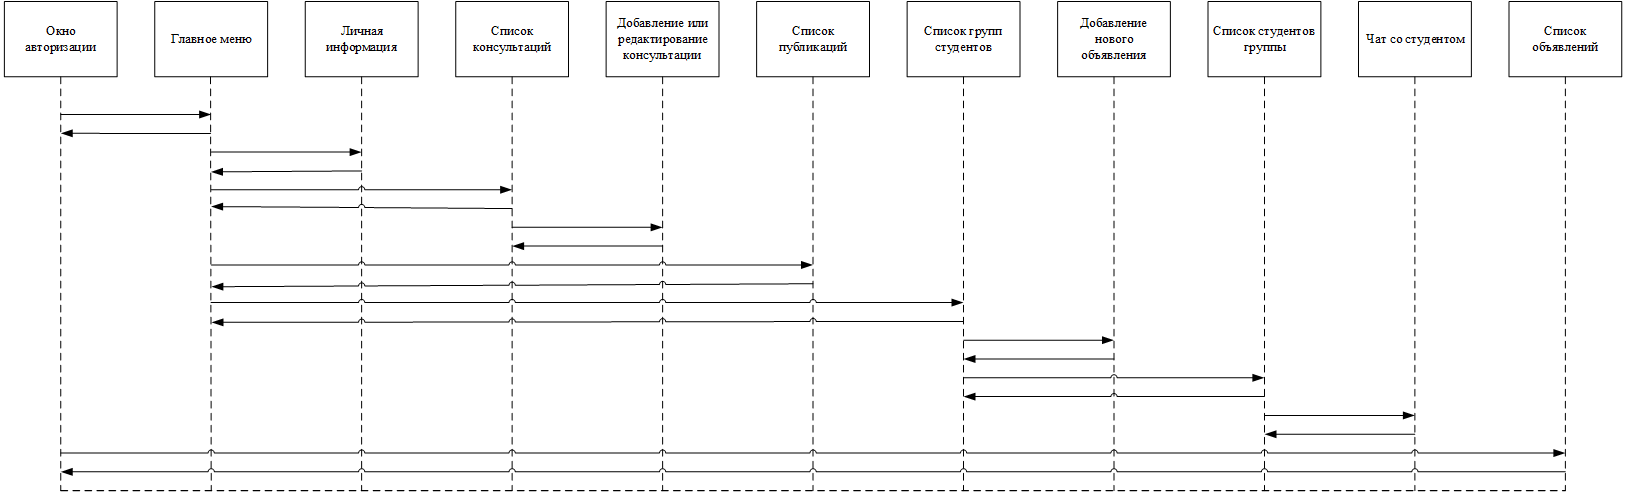 Окно
авторизации
Главное меню
Личная
информация
Список
консультаций
Добавление или
редактирование
консультации
Список
публикаций
Список групп
студентов
Добавление
нового
объявления
Список студентов
группы
Чат со студентом
Список
объявлений